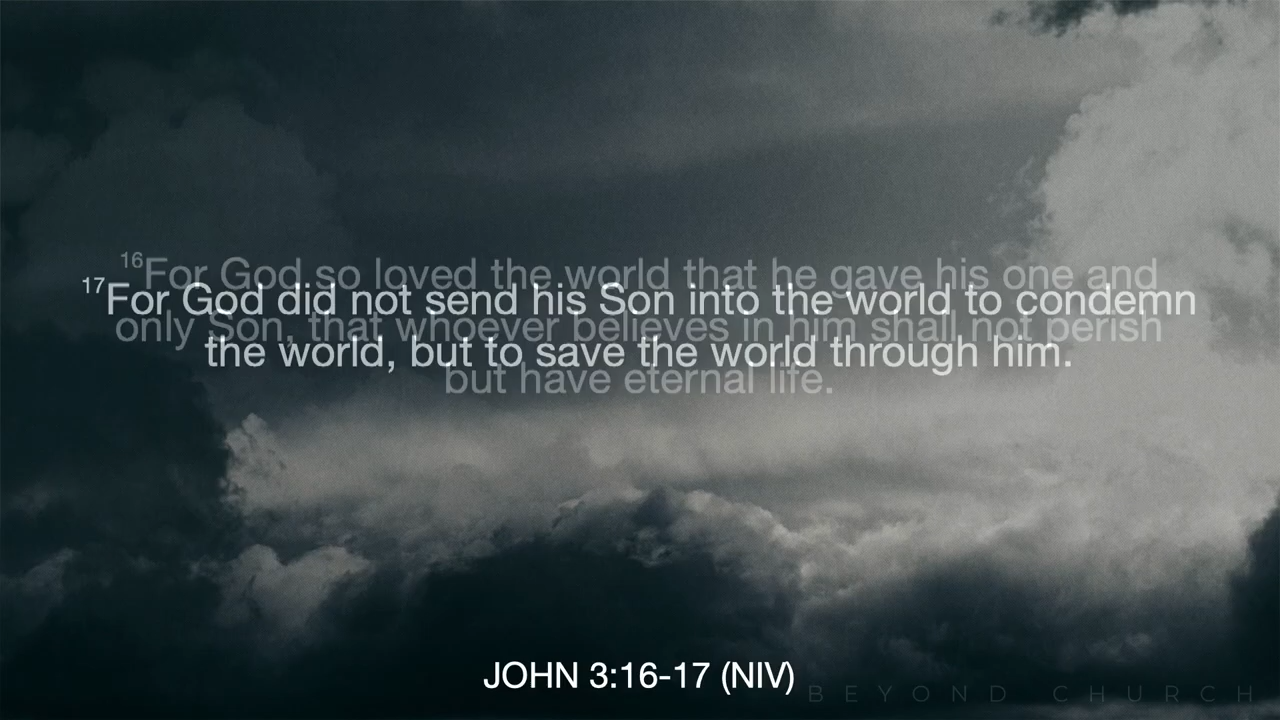 16For God so loved the world that he gave his one and
only Son, that whoever believes in him shall not perish
but have eternal life.
17For God did not send his Son into the world to condemn
the world, but to save the world through him.
JOHN 3:16-17 (NIV)
BEYOND CHURCH